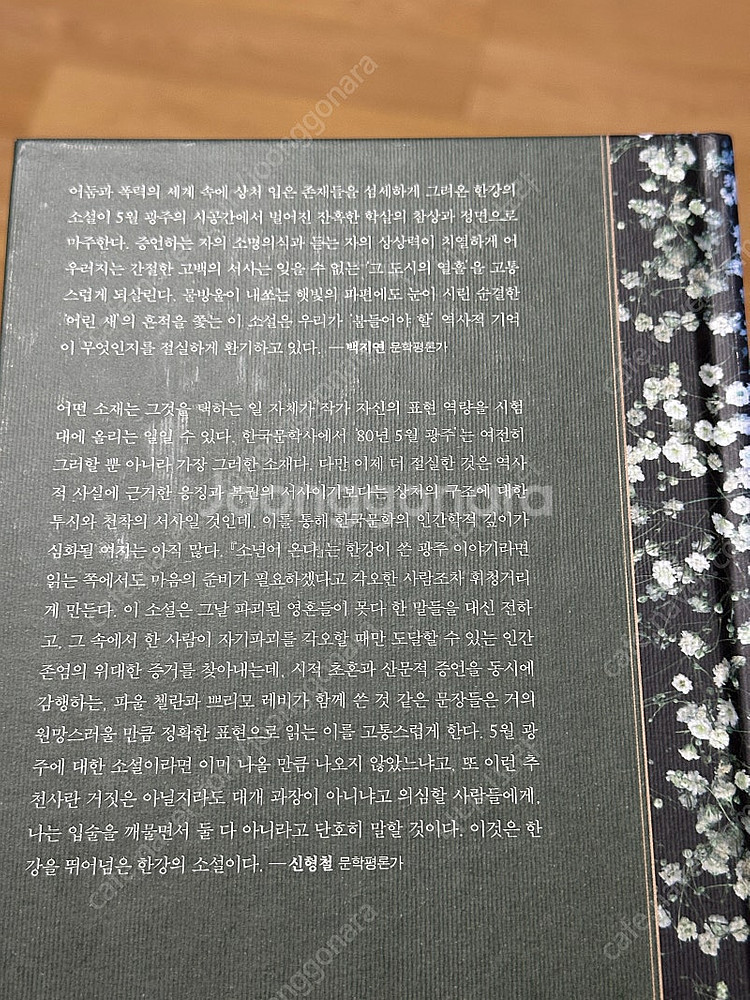 어둠과 폭력의 세계 속에 상처 입은 존재들을 섬세하게 그려온 한강의
소설이 5월 광주의 시공간에서 벌어진 잔혹한 학살의 참상과 정면으로
마주한다. 증언하는 자의 소명의식과 듣는 자의 상상력이 치열하게 어
우러지는 간절한 고백의 서사는 잊을 수 없는 '그 도시의 열흘'을 고통
스럽게 되살린다. 물방울이 내쏘는 햇빛의 파편에도 눈이 시린 순결한
'어린 새'의 흔적을 좇는 이 소설은 우리가 '붙들어야 할' 역사적 기억
이 무엇인지를 절실하게 환기하고 있다. ―백지연 문학평론가
어떤 소재는 그것을 택하는 일 자체가 작가 자신의 표현 역량을 시험
대에 올리는 일일 수 있다. 한국문학사에서 '80년 5월 광주'는 여전히
그러할 뿐 아니라 가장 그러한 소재다. 다만 이제 더 절실한 것은 역사
적 사실에 근거한 응징과 복권의 서사이기보다는 상처의 구조에 대한
투시와 천착의 서사일 것인데, 이를 통해 한국문학의 인간학적 깊이가
심화될 여지는 아직 많다. 『소년이 온다』는 한강이 쓴 광주 이야기라면
읽는 쪽에서도 마음의 준비가 필요하겠다고 각오한 사람조차 휘청거리
게 만든다. 이 소설은 그날 파괴된 영혼들이 못다 한 말들을 대신 전하
고, 그 속에서 한 사람이 자기파괴를 각오할 때만 도달할 수 있는 인간
존엄의 위대한 증거를 찾아내는데, 시적 초혼과 산문적 증언을 동시에
감행하는, 파울 첼란과 쁘리모 레비가 함께 쓴 것 같은 문장들은 거의
원망스러울 만큼 정확한 표현으로 읽는 이를 고통스럽게 한다. 5월 광
주에 대한 소설이라면 이미 나올 만큼 나오지 않았느냐고, 또 이런 추
천사란 거짓은 아닐지라도 대개 과장이 아니냐고 의심할 사람들에게,
나는 입술을 깨물면서 둘 다 아니라고 단호히 말할 것이다. 이것은 한
강을 뛰어넘은 한강의 소설이다. ―신형철 문학평론가
Joonggonara